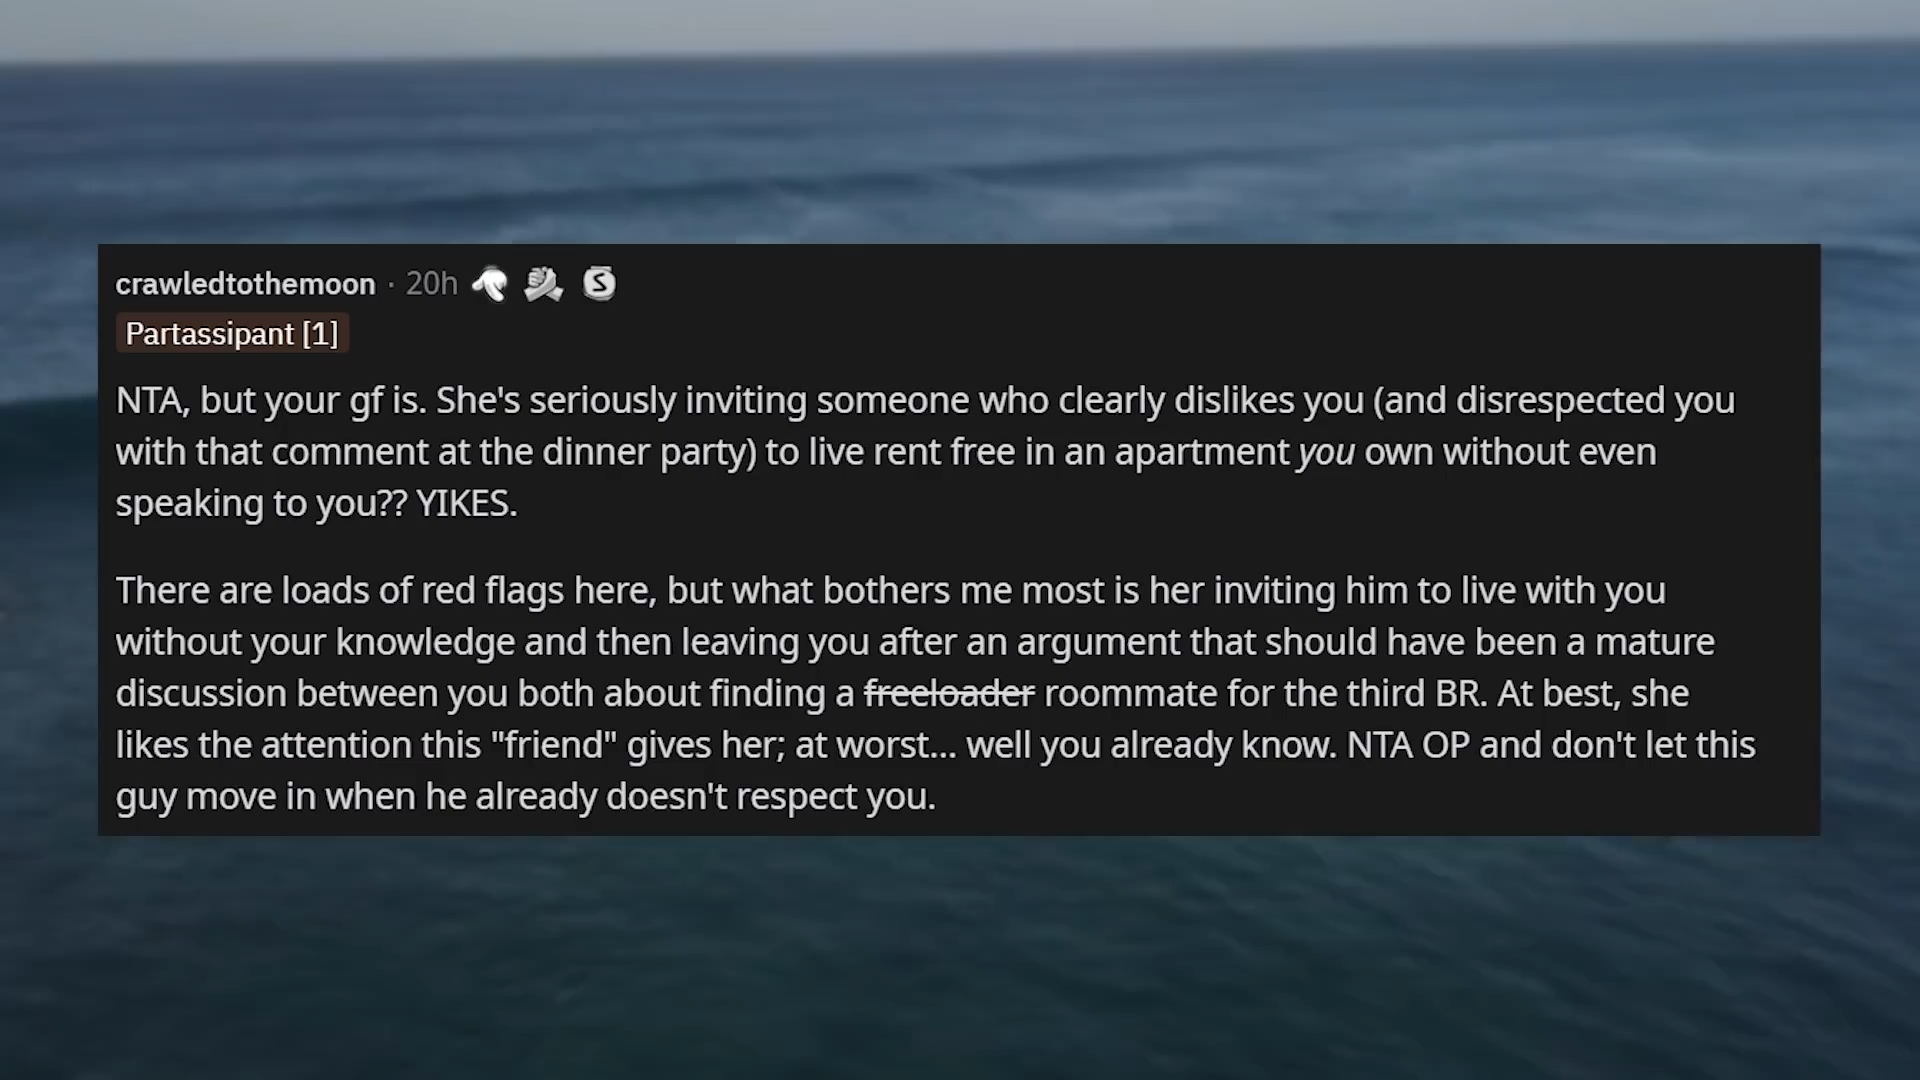 crawledtothemoon · 20h
Partassipant [1]
NTA, but your gf is. She's seriously inviting someone who clearly dislikes you (and disrespected you
with that comment at the dinner party) to live rent free in an apartment you own without even
speaking to you?? YIKES.
There are loads of red flags here, but what bothers me most is her inviting him to live with you
without your knowledge and then leaving you after an argument that should have been a mature
discussion between you both about finding a freeloader roommate for the third BR. At best, she
likes the attention this "friend" gives her; at worst... well you already know. NTA OP and don't let this
guy move in when he already doesn't respect you.